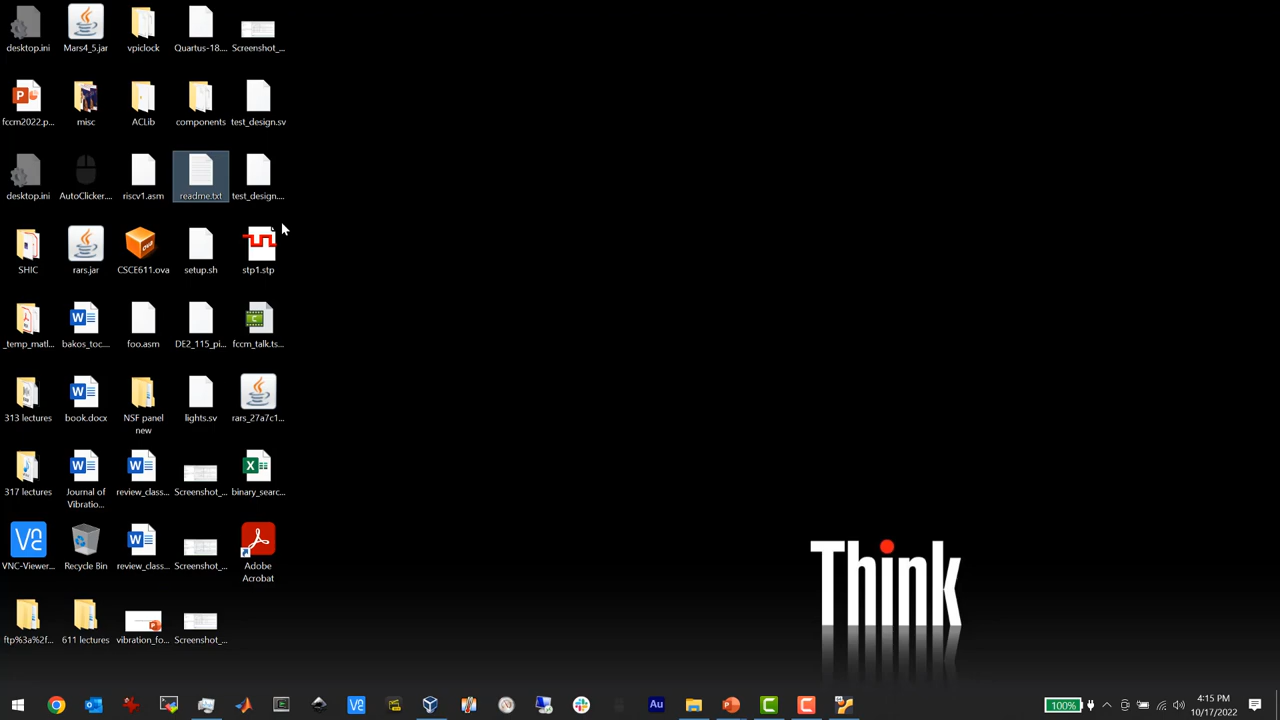 desktop.ini
Mars4_5.jar
vpiclock
Quartus-18....
Screenshot_...
fccm2022.p...
misc
ACLib
components
test_design.sv
desktop.ini
AutoClicker....
riscv1.asm
readme.txt
test_design....
SHIC
rars.jar
CSCE611.ova
setup.sh
stp1.stp
_temp_matl...
bakos_toc....
foo.asm
DE2_115_pi...
fccm_talk.ts...
313 lectures
book.docx
NSF panel
new
lights.sv
rars_27a7c1...
317 lectures
Journal of
Vibratio...
review_class...
Screenshot_...
binary_searc...
VNC-Viewer...
Recycle Bin
review_class...
Screenshot_...
Adobe
Acrobat
ftp%3a%2f...
611 lectures
vibration_fo...
Screenshot_...
Think
100%
4:15 PM
10/17/2022